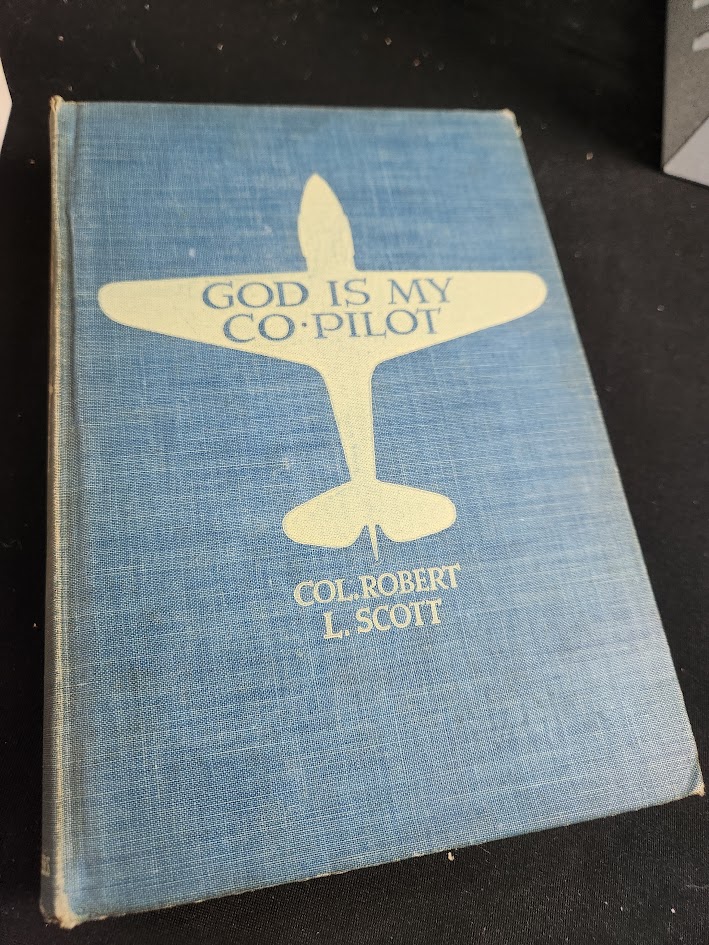 GOD IS MY
CO·PILOT
COL. ROBERT
L. SCOTT